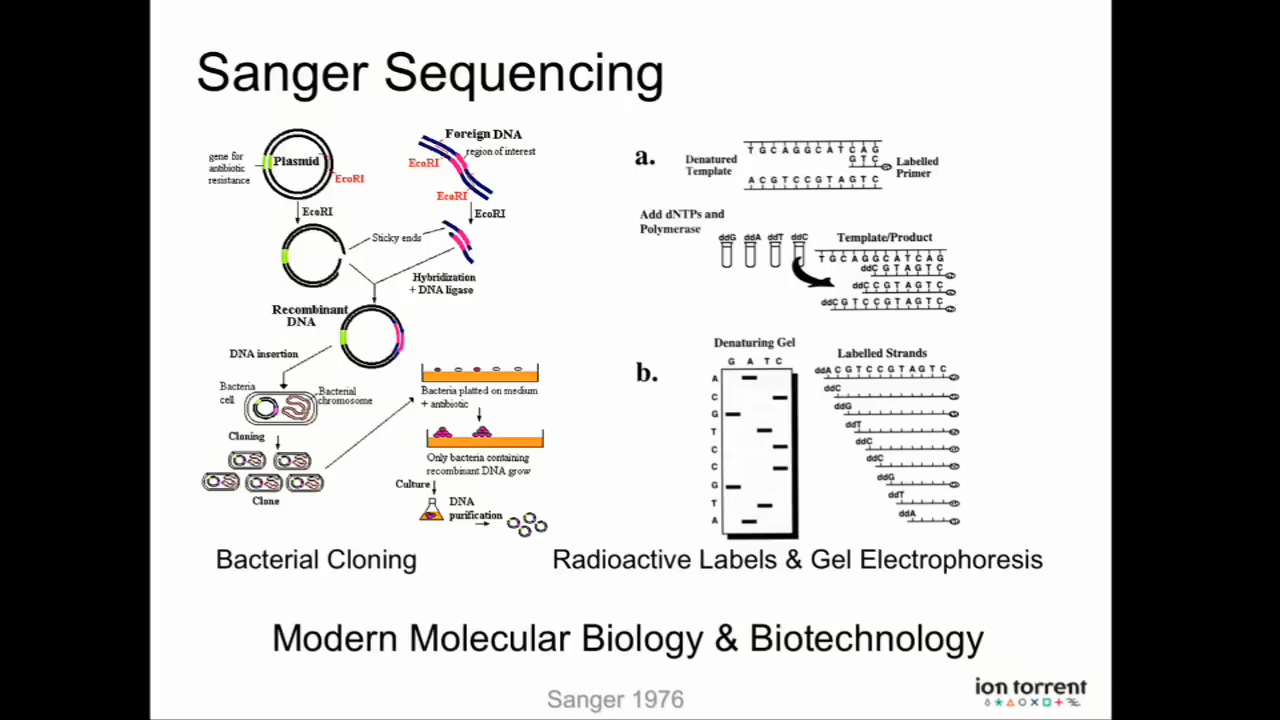 Sanger Sequencing
gene for
antibiotic
resistance
Plasmid
EcoRI
Foreign DNA
region of interest
EcoRI
EcoRI
EcoRI
EcoRI
Sticky ends
Hybridization
+ DNA ligase
Recombinant
DNA
DNA insertion
Bacteria
cell
Bacterial
chromosome
Cloning
Clone
Bacteria platted on medium
+ antibiotic
Only bacteria containing
recombinant DNA grow
Culture
DNA
purification
Bacterial Cloning
a.
Denatured
Template
T G C A G G C A T C A G
G T C
Labelled
Primer
A C G T C C G T A G T C
Add dNTPs and
Polymerase
ddG ddA ddT ddC
Template/Product
T G C A G G C A T C A G
ddC G T A G T C
ddC C G T A G T C
ddC G T C C G T A G T C
b.
Denaturing Gel
G A T C
A
C
G
T
C
C
G
T
A
Labelled Strands
ddA C G T C C G T A G T C
ddC
ddG
ddT
ddC
ddC
ddG
ddT
ddA
Radioactive Labels & Gel Electrophoresis
Modern Molecular Biology & Biotechnology
Sanger 1976
ion torrent